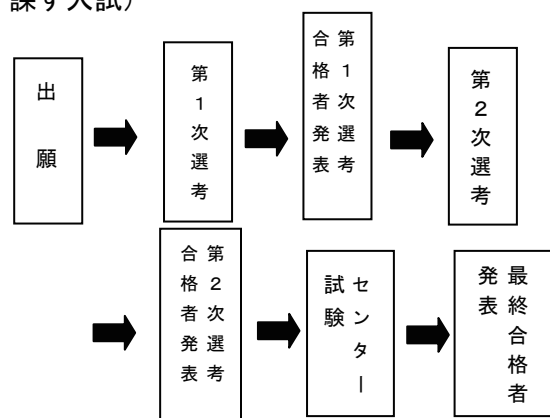 課す入試）
出願
第１次選考
第１次選考
合格者発表
第２次選考
第２次選考
合格者発表
センター
試験
最終合格者
発表